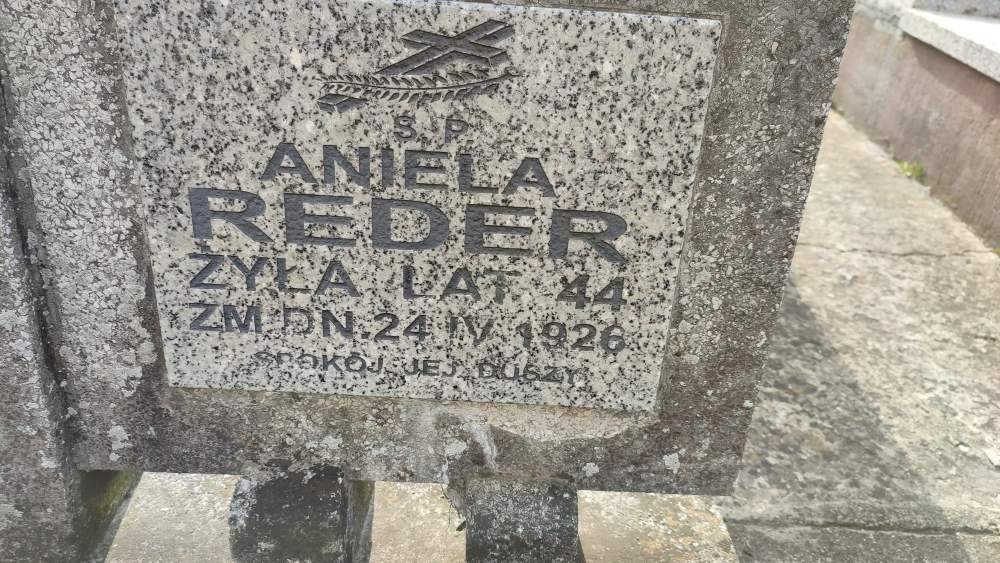 Ś P
ANIELA
REDER
ŻYŁA LAT 44
ZM DN 24 IV 1926
SPOKÓJ JEJ DUSZY